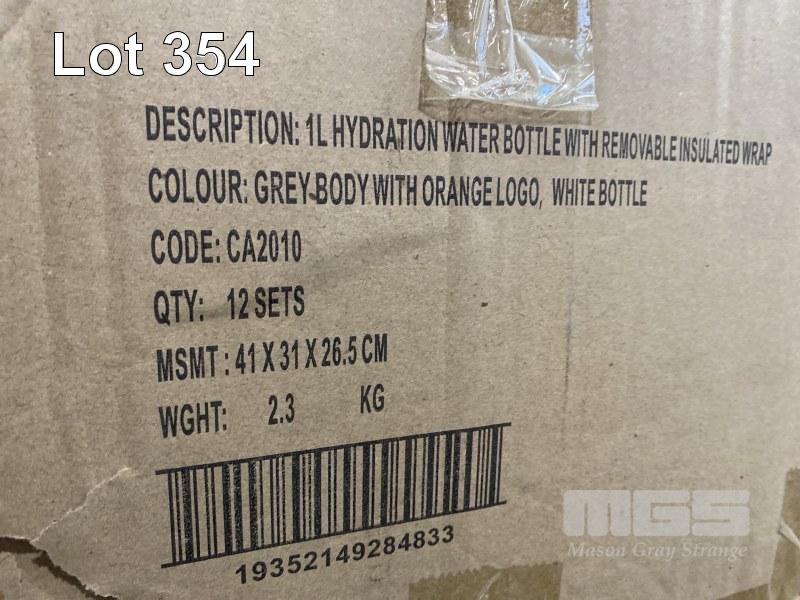 Lot 354
DESCRIPTION: 1L HYDRATION WATER BOTTLE WITH REMOVABLE INSULATED WRAP
COLOUR: GREY BODY WITH ORANGE LOGO, WHITE BOTTLE
CODE: CA2010
QTY: 12 SETS
MSMT : 41 X 31 X 26.5 CM
WGHT: 2.3 KG
19352149284833
MGS
Mason Gray Strange